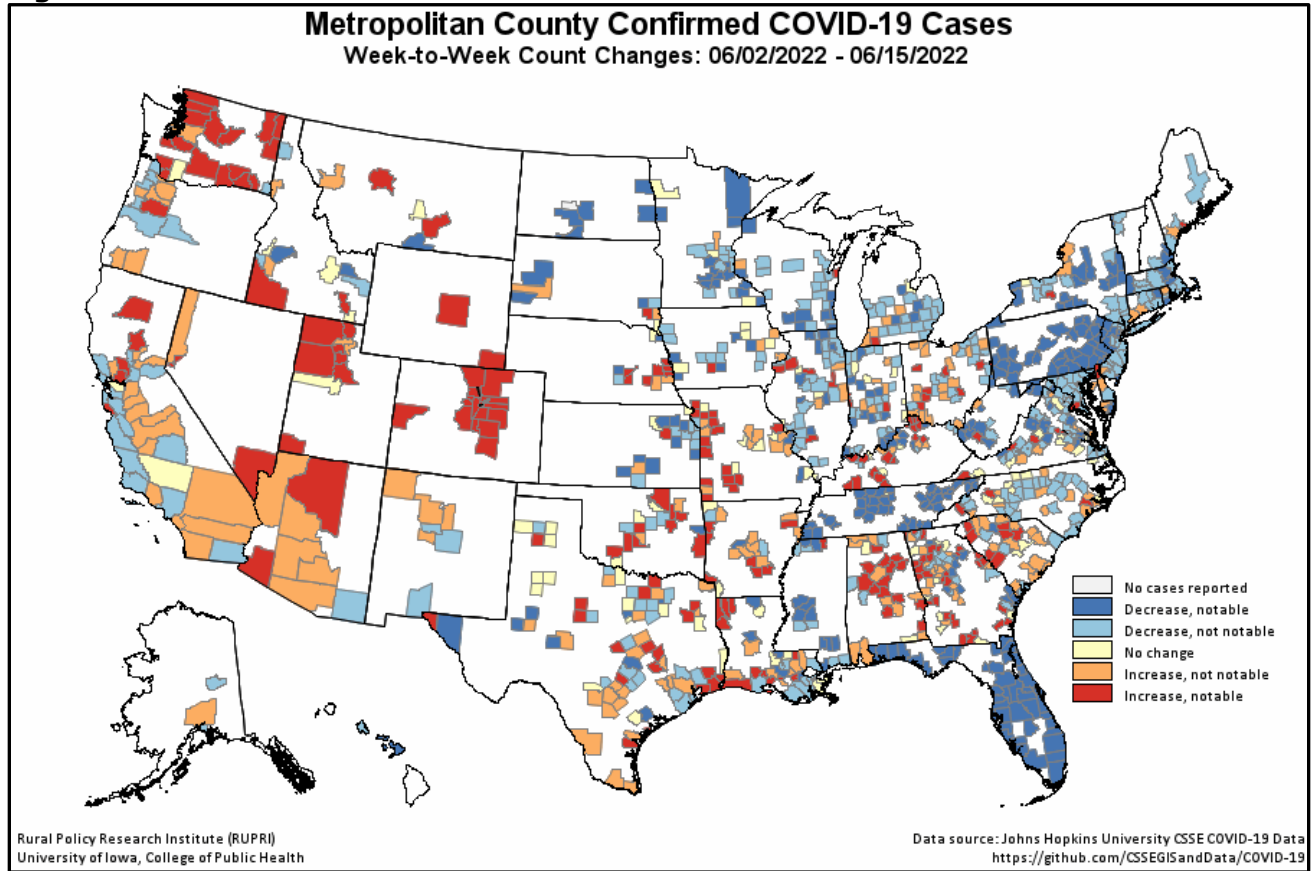 Metropolitan County Confirmed COVID-19 Cases
Week-to-Week Count Changes: 06/02/2022 - 06/15/2022
No cases reported
Decrease, notable
Decrease, not notable
No change
Increase, not notable
Increase, notable
Rural Policy Research Institute (RUPRI)
University of Iowa, College of Public Health
Data source: Johns Hopkins University CSSE COVID-19 Data
https://github.com/CSSEGISandData/COVID-19